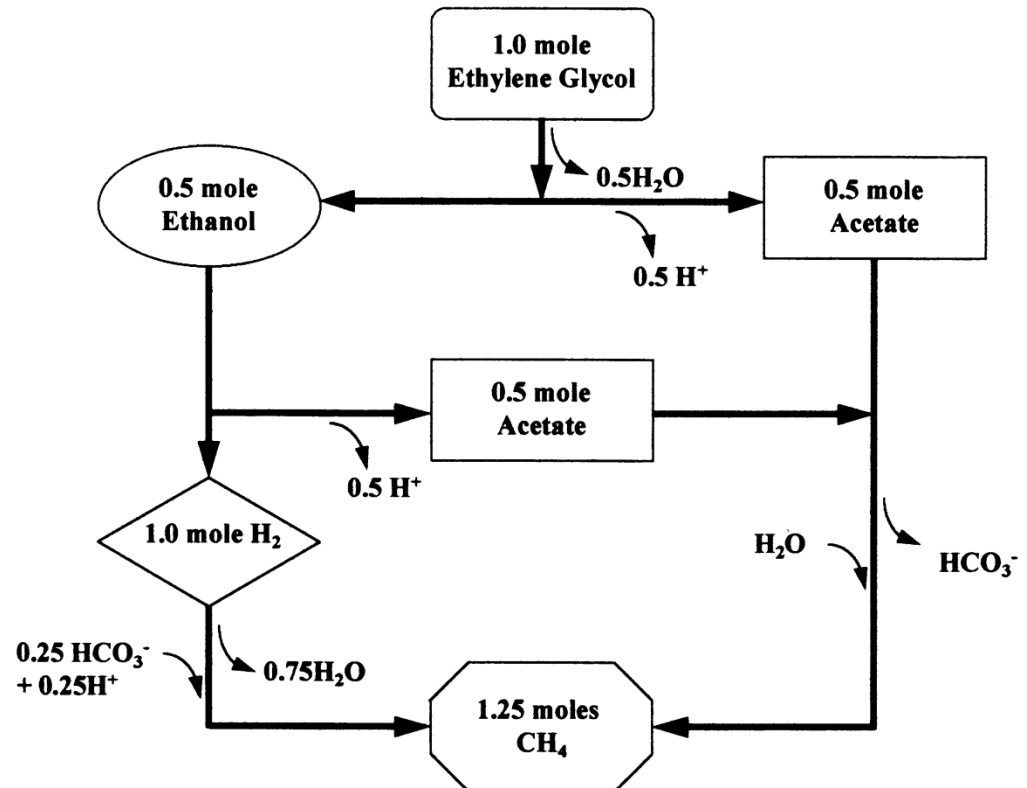 1.0 mole
Ethylene Glycol
0.5H₂O
0.5 mole
Ethanol
0.5 mole
Acetate
0.5 H⁺
0.5 mole
Acetate
0.5 H⁺
1.0 mole H₂
H₂O
HCO₃⁻
0.25 HCO₃⁻
+ 0.25H⁺
0.75H₂O
1.25 moles
CH₄